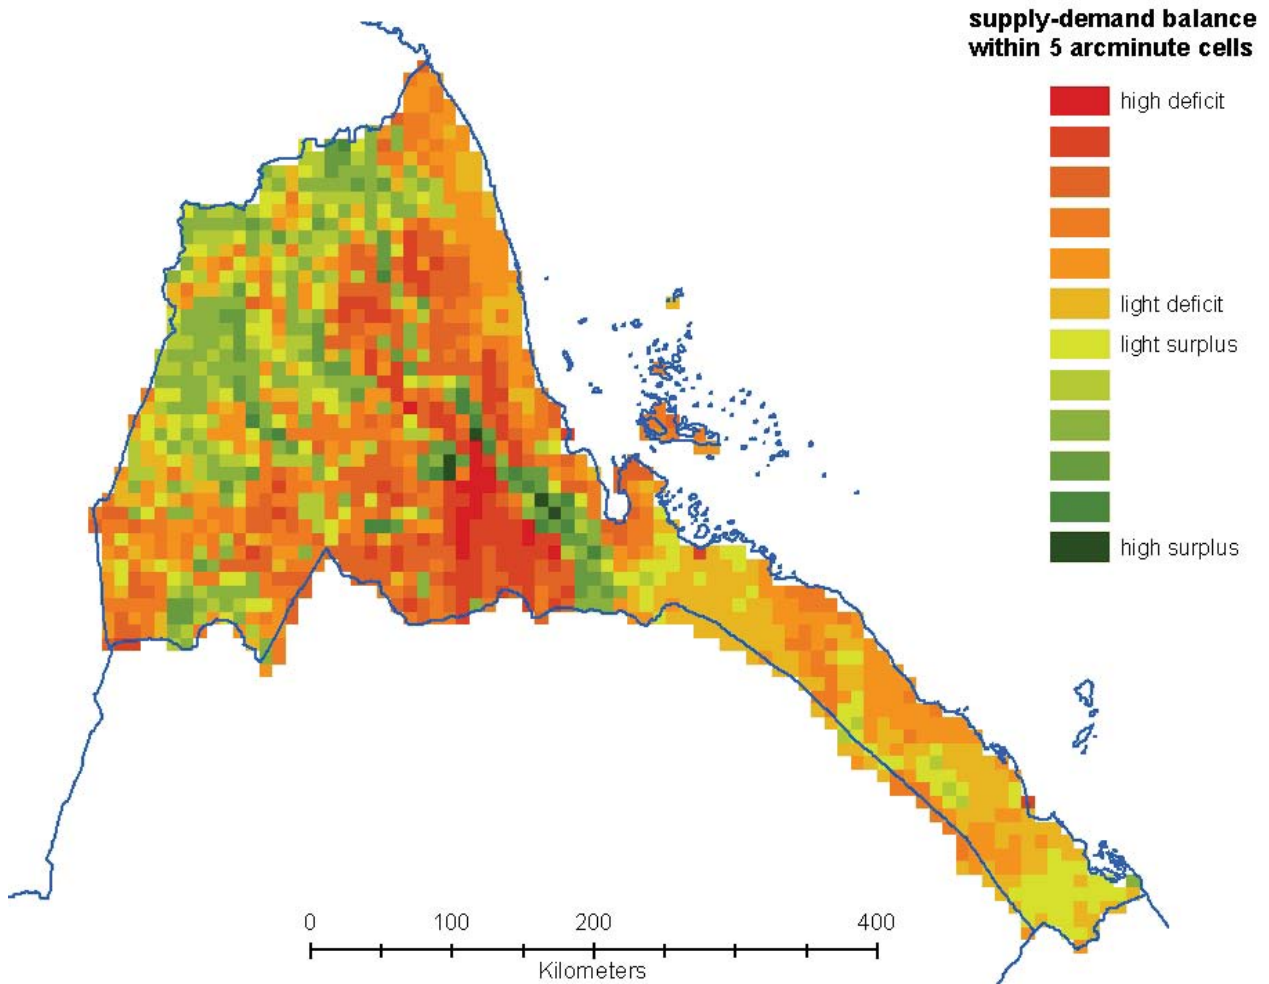 supply-demand balance
within 5 arcminute cells
high deficit
light deficit
light surplus
high surplus
0 100 200 400
Kilometers